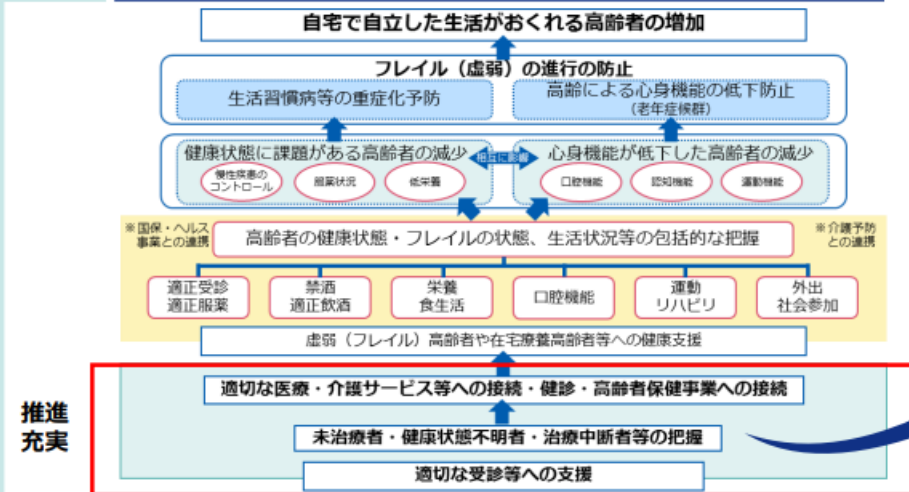 自宅で自立した生活がおくれる高齢者の増加
フレイル（虚弱）の進行の防止
生活習慣病等の重症化予防
高齢による心身機能の低下防止
（老年症候群）
健康状態に課題がある高齢者の減少
相互に影響
心身機能が低下した高齢者の減少
慢性疾患の
コントロール
服薬状況
低栄養
口腔機能
認知機能
運動機能
※国保・ヘルス
事業との連携
高齢者の健康状態・フレイルの状態、生活状況等の包括的な把握
※介護予防
との連携
適正受診
適正服薬
禁酒
適正飲酒
栄養
食生活
口腔機能
運動
リハビリ
外出
社会参加
虚弱（フレイル）高齢者や在宅療養高齢者等への健康支援
適切な医療・介護サービス等への接続・健診・高齢者保健事業への接続
推進
充実
未治療者・健康状態不明者・治療中断者等の把握
適切な受診等への支援